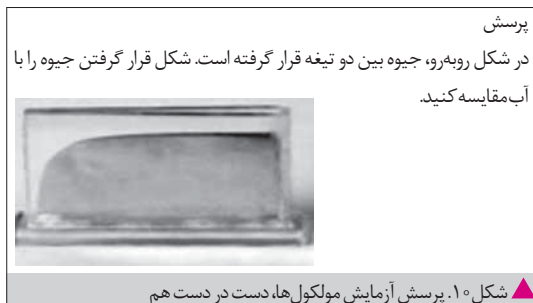 پرسش
در شکل روبه‌رو، جیوه بین دو تیغه قرار گرفته است. شکل قرار گرفتن جیوه را با
آب مقایسه کنید.
شکل ۱۰. پرسش آزمایش مولکول‌ها، دست در دست هم